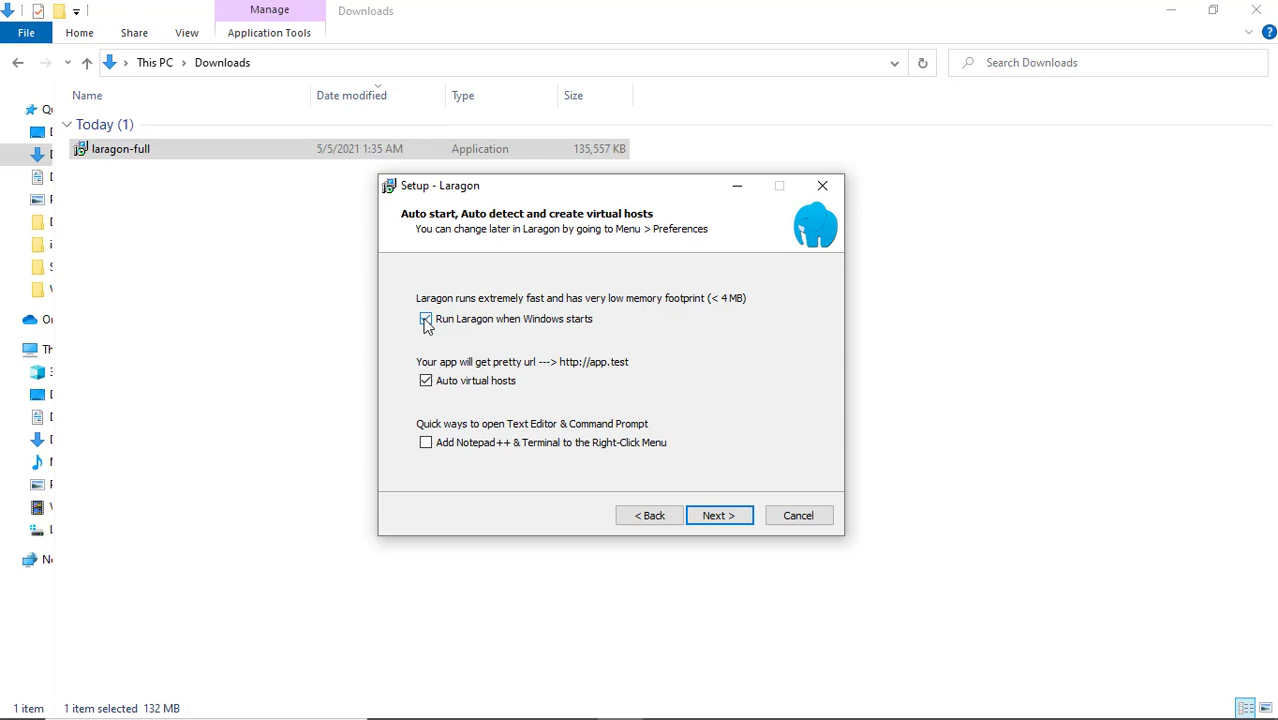 Manage
Downloads
File
Home
Share
View
Application Tools
This PC
Downloads
Search Downloads
Name
Date modified
Type
Size
Today (1)
laragon-full
5/5/2021 1:35 AM
Application
135,557 KB
Setup - Laragon
Auto start, Auto detect and create virtual hosts
You can change later in Laragon by going to Menu > Preferences
Laragon runs extremely fast and has very low memory footprint (< 4 MB)
Run Laragon when Windows starts
Your app will get pretty url ---> http://app.test
Auto virtual hosts
Quick ways to open Text Editor & Command Prompt
Add Notepad++ & Terminal to the Right-Click Menu
< Back
Next >
Cancel
1 item
1 item selected
132 MB